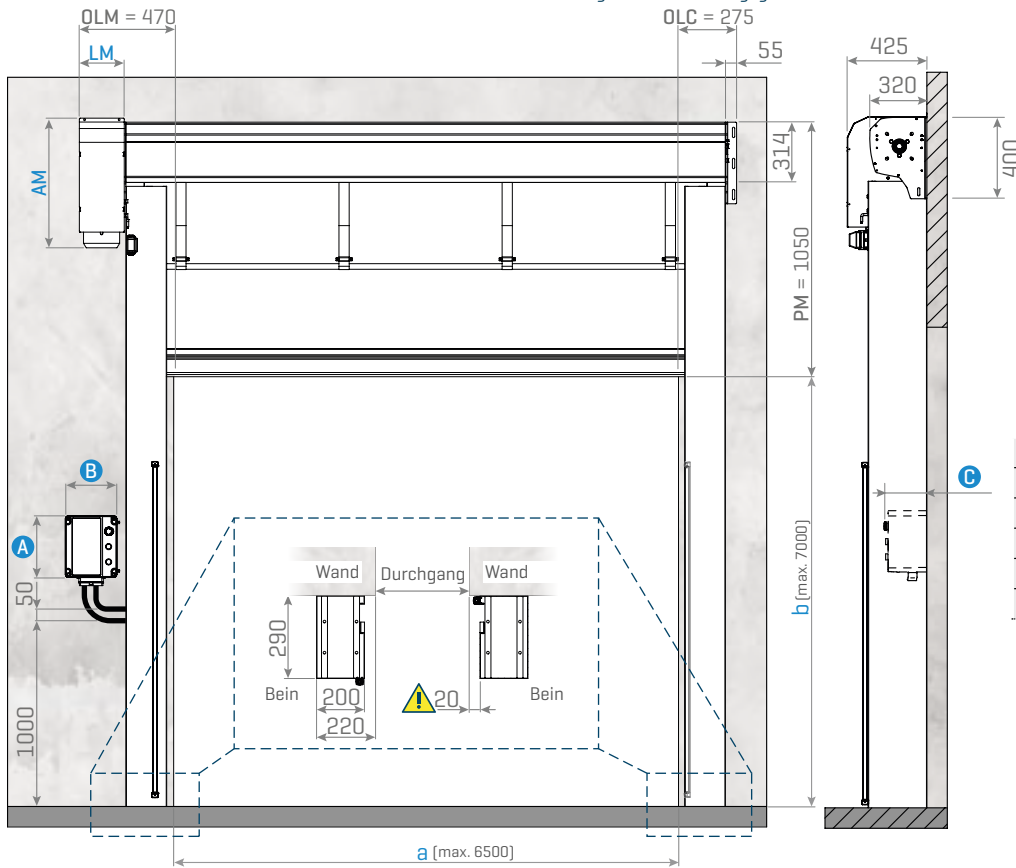 OLM = 470
OLC = 275
LM
55
425
320
AM
314
400
PM = 1050
B
C
A
50
Wand
Durchgang
Wand
b (max. 7000)
290
Bein
200
20
Bein
220
1000
a (max. 6500)